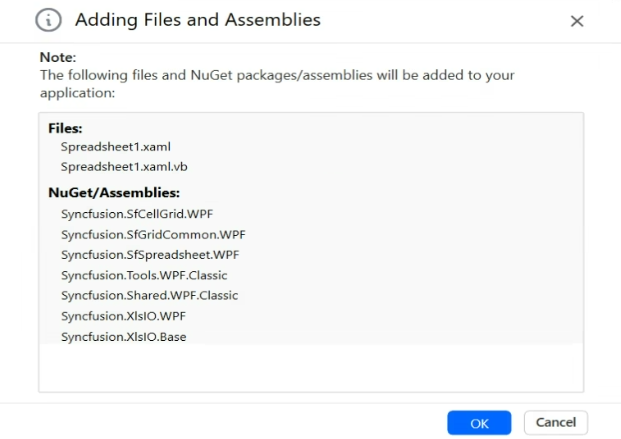 Adding Files and Assemblies
Note:
The following files and NuGet packages/assemblies will be added to your
application:
Files:
Spreadsheet1.xaml
Spreadsheet1.xaml.vb
NuGet/Assemblies:
Syncfusion.SfCellGrid.WPF
Syncfusion.SfGridCommon.WPF
Syncfusion.SfSpreadsheet.WPF
Syncfusion.Tools.WPF.Classic
Syncfusion.Shared.WPF.Classic
Syncfusion.XlsIO.WPF
Syncfusion.XlsIO.Base
OK Cancel